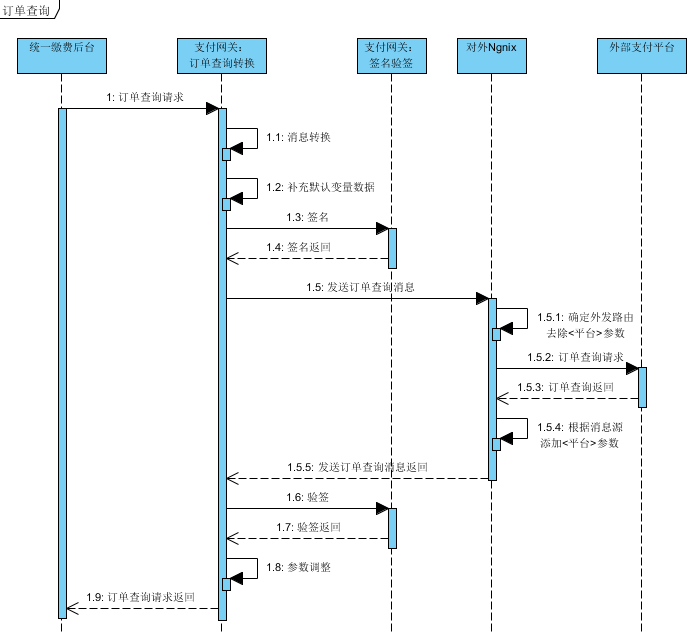 订单查询
统一缴费后台
支付网关:
订单查询转换
支付网关:
签名验签
对外Ngnix
外部支付平台
1: 订单查询请求
1.1: 消息转换
1.2: 补充默认变量数据
1.3: 签名
1.4: 签名返回
1.5: 发送订单查询消息
1.5.1: 确定外发路由
去除<平台>参数
1.5.2: 订单查询请求
1.5.3: 订单查询返回
1.5.4: 根据消息源
添加<平台>参数
1.5.5: 发送订单查询消息返回
1.6: 验签
1.7: 验签返回
1.8: 参数调整
1.9: 订单查询请求返回